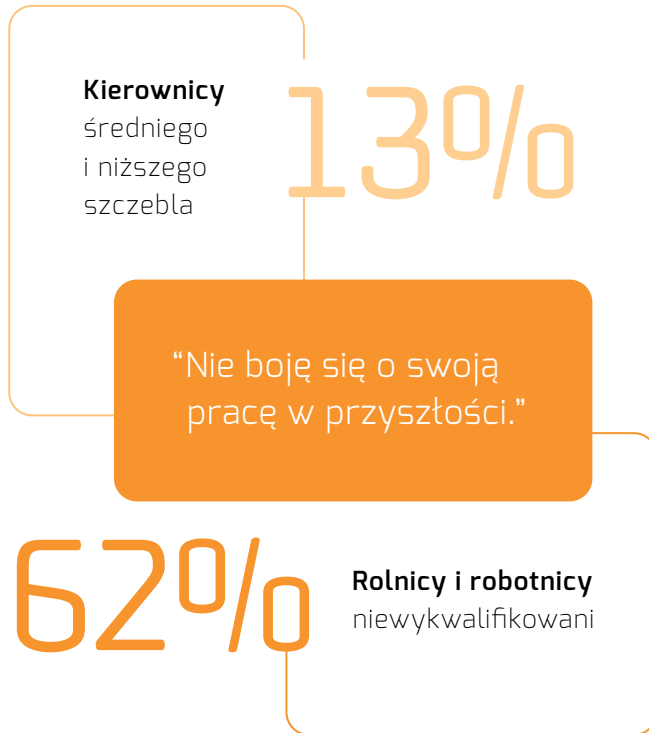 Kierownicy
średniego
i niższego
szczebla
13%
“Nie boję się o swoją
pracę w przyszłości.”
62%
Rolnicy i robotnicy
niewykwalifikowani